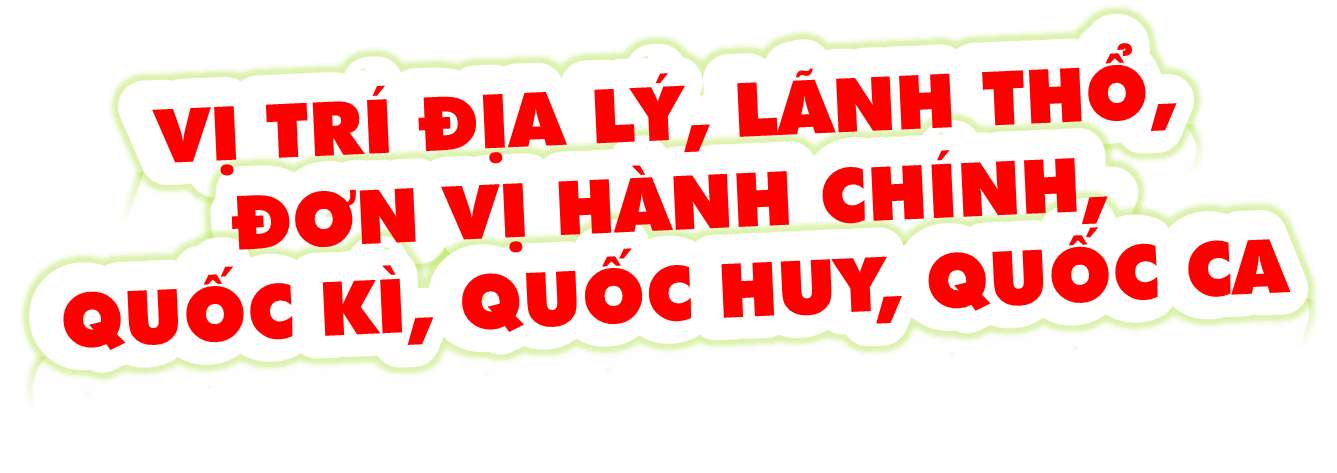 VỊ TRÍ ĐỊA LÝ, LÃNH THỔ,
ĐƠN VỊ HÀNH CHÍNH,
QUỐC KÌ, QUỐC HUY, QUỐC CA